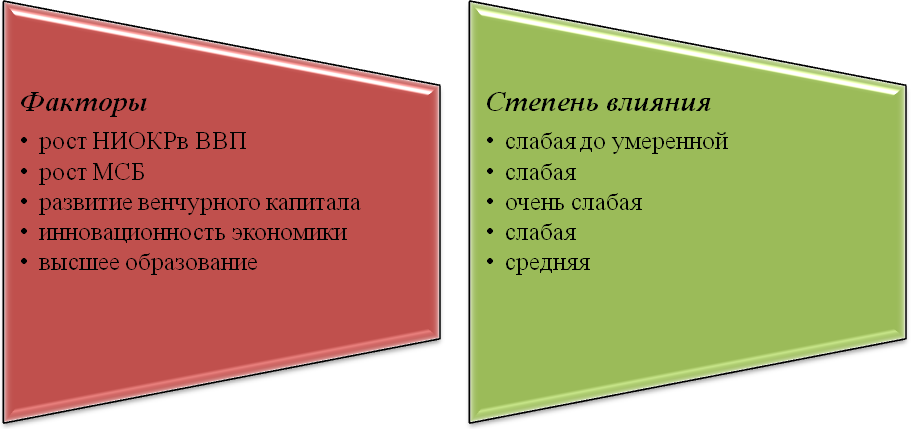 Факторы
• рост НИОКРв ВВП
• рост МСБ
• развитие венчурного капитала
• инновационность экономики
• высшее образование
Степень влияния
• слабая до умеренной
• слабая
• очень слабая
• слабая
• средняя